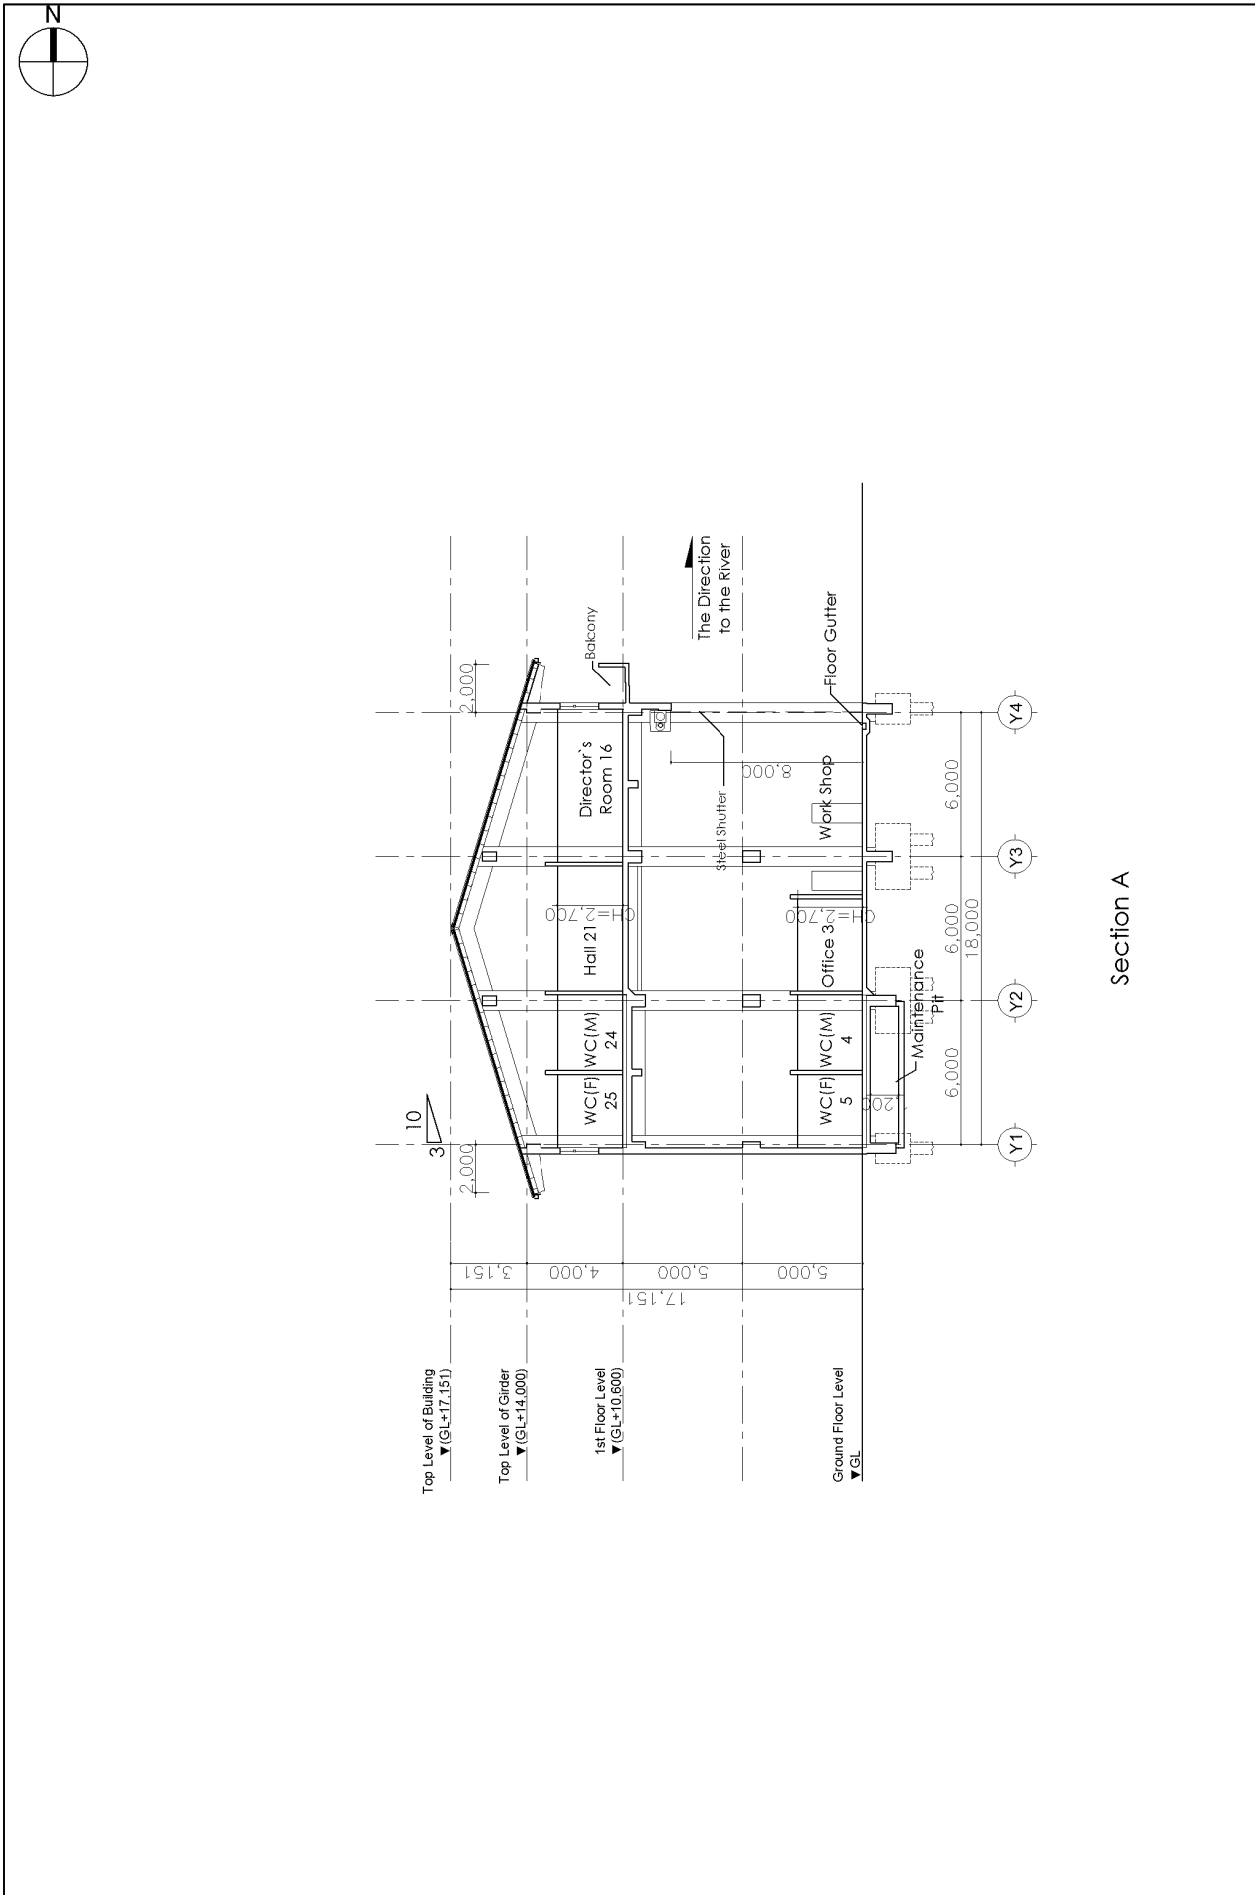 N
Top Level of Building
▼(GL+17,151)
Top Level of Girder
▼(GL+14,000)
1st Floor Level
▼(GL+10,600)
Ground Floor Level
▼GL
3,151
4,000
5,000
5,000
17,151
10
3
2,000
2,000
WC(F)
25
WC(M)
24
Hall 21
CH=2,700
Director`s
Room 16
Balcony
The Direction
to the River
Steel Shutter
8,000
WC(F)
5
WC(M)
4
Office 3
CH=2,700
Work Shop
Floor Gutter
Maintenance
Pit
6,000
6,000
6,000
18,000
Y1
Y2
Y3
Y4
Section A